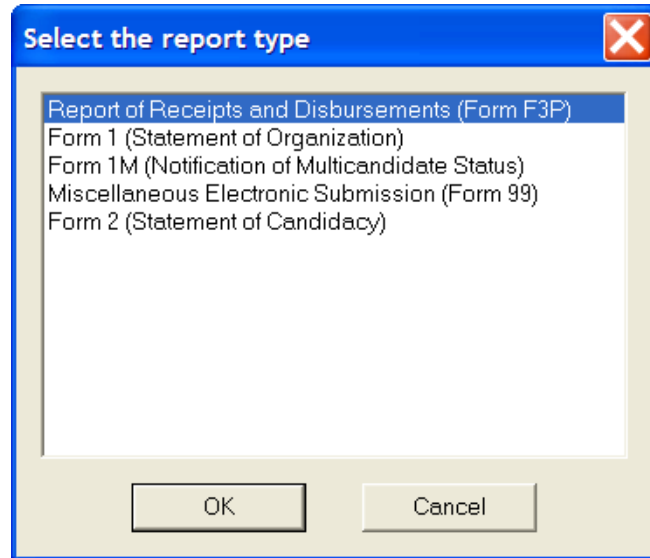 Select the report type
Report of Receipts and Disbursements (Form F3P)
Form 1 (Statement of Organization)
Form 1M (Notification of Multicandidate Status)
Miscellaneous Electronic Submission (Form 99)
Form 2 (Statement of Candidacy)
OK Cancel